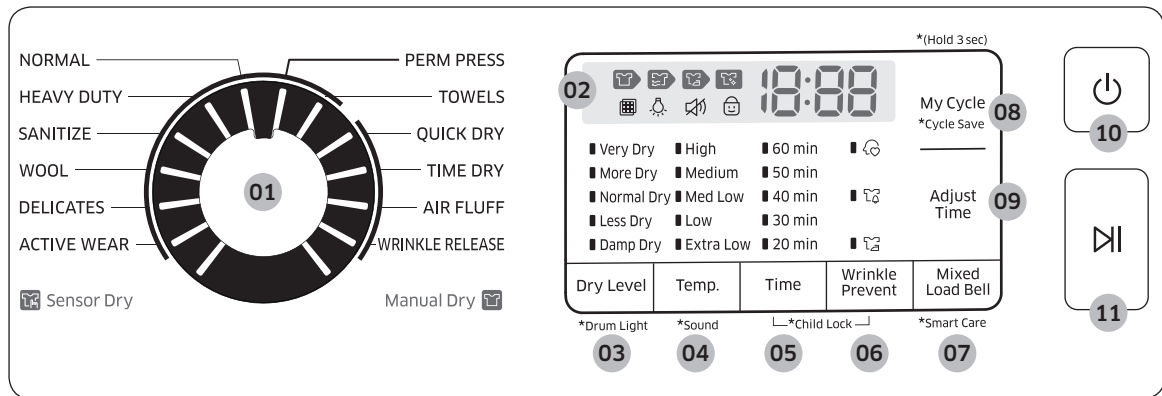 NORMAL
HEAVY DUTY
SANITIZE
WOOL
DELICATES
ACTIVE WEAR
PERM PRESS
TOWELS
QUICK DRY
TIME DRY
AIR FLUFF
WRINKLE RELEASE
01
Sensor Dry
Manual Dry
*(Hold 3 sec)
02
18:88
My Cycle
*Cycle Save
08
Adjust
Time
09
Very Dry High 60 min
More Dry Medium 50 min
Normal Dry Med Low 40 min
Less Dry Low 30 min
Damp Dry Extra Low 20 min
Dry Level Temp. Time Wrinkle Prevent Mixed Load Bell
*Drum Light *Sound *Child Lock *Smart Care
03 04 05 06 07
10
11